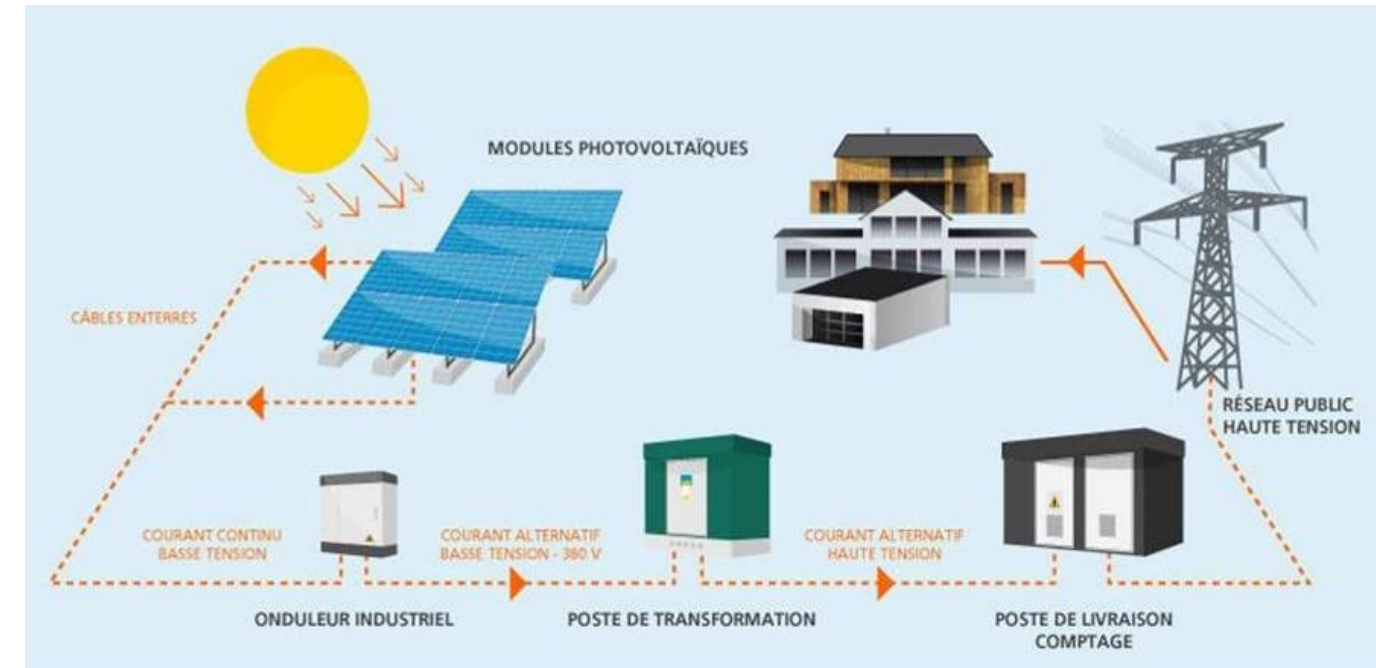 MODULES PHOTOVOLTAÏQUES
CÂBLES ENTERRÉS
RÉSEAU PUBLIC
HAUTE TENSION
COURANT CONTINU
BASSE TENSION
COURANT ALTERNATIF
BASSE TENSION - 380 V
COURANT ALTERNATIF
HAUTE TENSION
ONDULEUR INDUSTRIEL
POSTE DE TRANSFORMATION
POSTE DE LIVRAISON
COMPTAGE